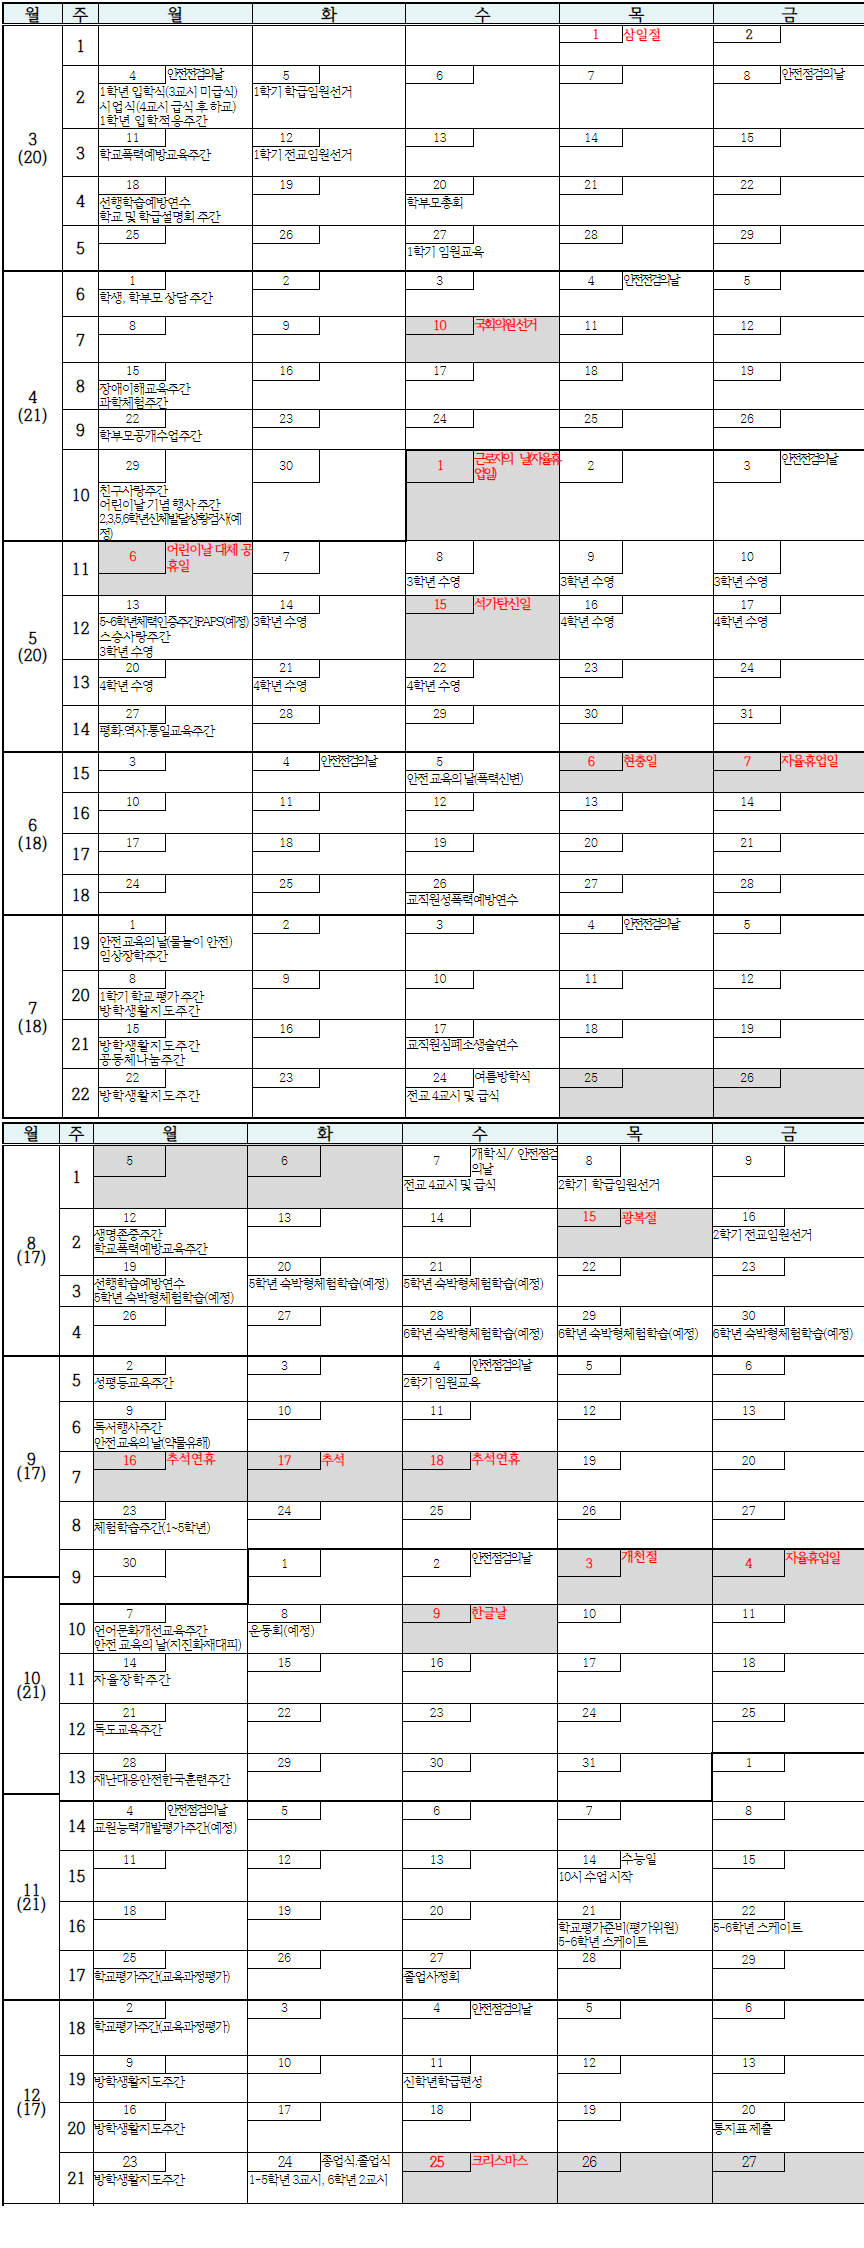 월 주 월 화 수 목 금
1 1 삼일절 2
3
(20)
2 4 안전점검의날 5 6 7 8 안전점검의날
1학년 입학식(3교시 미급식) 1학기 학급임원선거
시업식(4교시 급식 후 하교)
1학년 입학적응주간
3 11 12 13 14 15
학교폭력예방교육주간 1학기 전교임원선거
4 18 19 20 21 22
선행학습예방연수 학부모총회
학교 및 학급설명회 주간
5 25 26 27 28 29
1학기 임원교육
4
(21)
6 1 2 3 4 안전점검의날 5
학생, 학부모 상담 주간
7 8 9 10 국회의원선거 11 12
8 15 16 17 18 19
장애이해교육주간
과학체험주간
9 22 23 24 25 26
학부모공개수업주간
10 29 30 1 근로자의 날(자율휴업일) 2 3 안전점검의날
친구사랑주간
어린이날 기념 행사 주간
2,3,5,6학년신체발달상황검사(예정)
5
(20)
11 6 어린이날 대체 공휴일 7 8 9 10
3학년 수영 3학년 수영 3학년 수영
12 13 14 15 석가탄신일 16 17
5~6학년체력인증주간PAPS(예정) 3학년 수영 4학년 수영 4학년 수영
스승사랑주간
3학년 수영
13 20 21 22 23 24
4학년 수영 4학년 수영 4학년 수영
14 27 28 29 30 31
평화.역사.통일교육주간
6
(18)
15 3 4 안전점검의날 5 6 현충일 7 자율휴업일
안전 교육의 날(폭력신변)
16 10 11 12 13 14
17 17 18 19 20 21
18 24 25 26 27 28
교직원성폭력예방연수
7
(18)
19 1 2 3 4 안전점검의날 5
안전 교육의 날(물놀이 안전)
임상장학주간
20 8 9 10 11 12
1학기 학교 평가 주간
방학생활지도주간
21 15 16 17 18 19
방학생활지도주간 교직원심폐소생술연수
공동체나눔주간
22 22 23 24 여름방학식 25 26
방학생활지도주간 전교 4교시 및 급식
월 주 월 화 수 목 금
8
(17)
1 5 6 7 개학식/ 안전점검의날 8 9
전교 4교시 및 급식 2학기 학급임원선거
2 12 13 14 15 광복절 16
생명존중주간 2학기 전교임원선거
학교폭력예방교육주간
3 19 20 21 22 23
선행학습예방연수 5학년 숙박형체험학습(예정) 5학년 숙박형체험학습(예정)
5학년 숙박형체험학습(예정)
4 26 27 28 29 30
6학년 숙박형체험학습(예정) 6학년 숙박형체험학습(예정) 6학년 숙박형체험학습(예정)
9
(17)
5 2 3 4 안전점검의날 5 6
성평등교육주간 2학기 임원교육
6 9 10 11 12 13
독서행사주간
안전 교육의 날(약물유해)
7 16 추석연휴 17 추석 18 추석연휴 19 20
8 23 24 25 26 27
체험학습주간(1~5학년)
9 30 1 2 안전점검의날 3 개천절 4 자율휴업일
10
(21)
10 7 8 9 한글날 10 11
언어문화개선교육주간 운동회(예정)
안전 교육의 날(지진화재대피)
11 14 15 16 17 18
자율장학주간
12 21 22 23 24 25
독도교육주간
13 28 29 30 31 1
재난대응안전한국훈련주간
11
(21)
14 4 안전점검의날 5 6 7 8
교원능력개발평가주간(예정)
15 11 12 13 14 수능일 15
10시 수업 시작
16 18 19 20 21 22
학교평가준비(평가위원) 5-6학년 스케이트
5-6학년 스케이트
17 25 26 27 28 29
학교평가주간(교육과정평가) 졸업사정회
12
(17)
18 2 3 4 안전점검의날 5 6
학교평가주간(교육과정평가)
19 9 10 11 12 13
방학생활지도주간 신학년학급편성
20 16 17 18 19 20
방학생활지도주간 통지표 제출
21 23 24 종업식.졸업식 25 크리스마스 26 27
방학생활지도주간 1-5학년 3교시, 6학년 2교시